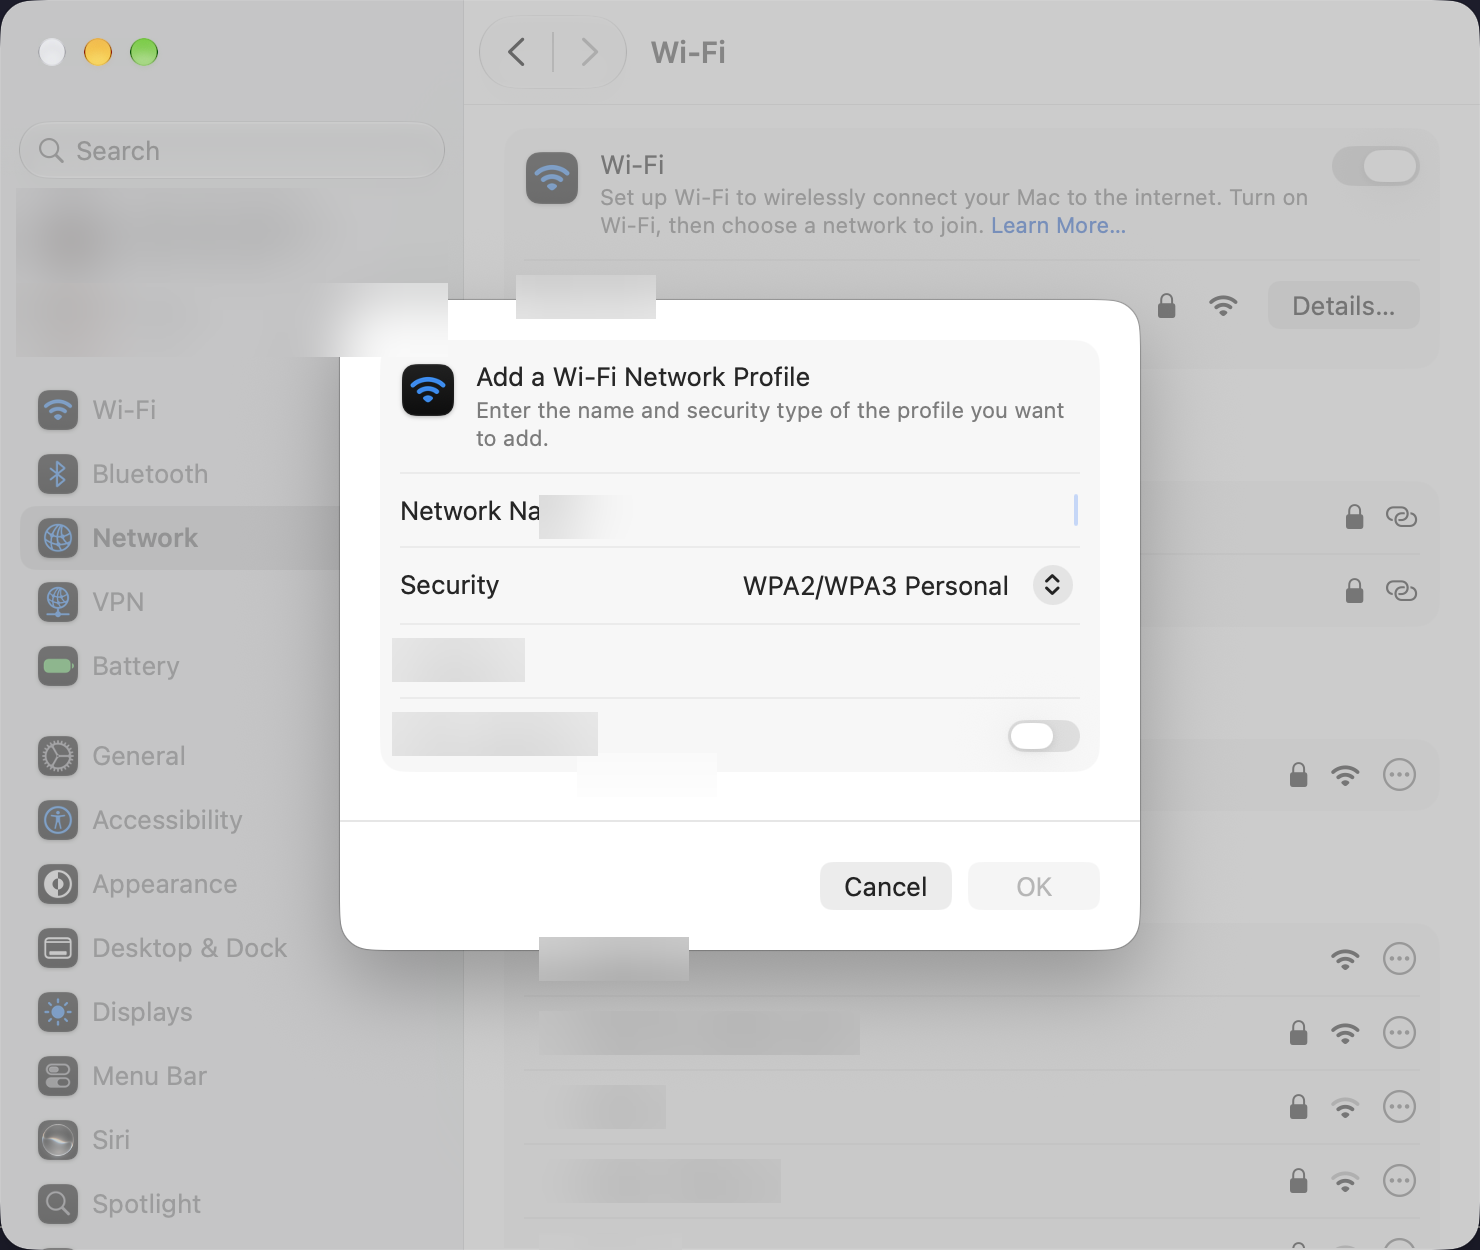 Wi-Fi
Search
Wi-Fi
Set up Wi-Fi to wirelessly connect your Mac to the internet. Turn on
Wi-Fi, then choose a network to join. Learn More...
Details...
Wi-Fi
Bluetooth
Network
VPN
Battery
General
Accessibility
Appearance
Desktop & Dock
Displays
Menu Bar
Siri
Spotlight
Add a Wi-Fi Network Profile
Enter the name and security type of the profile you want
to add.
Network Na
Security
WPA2/WPA3 Personal
Cancel
OK